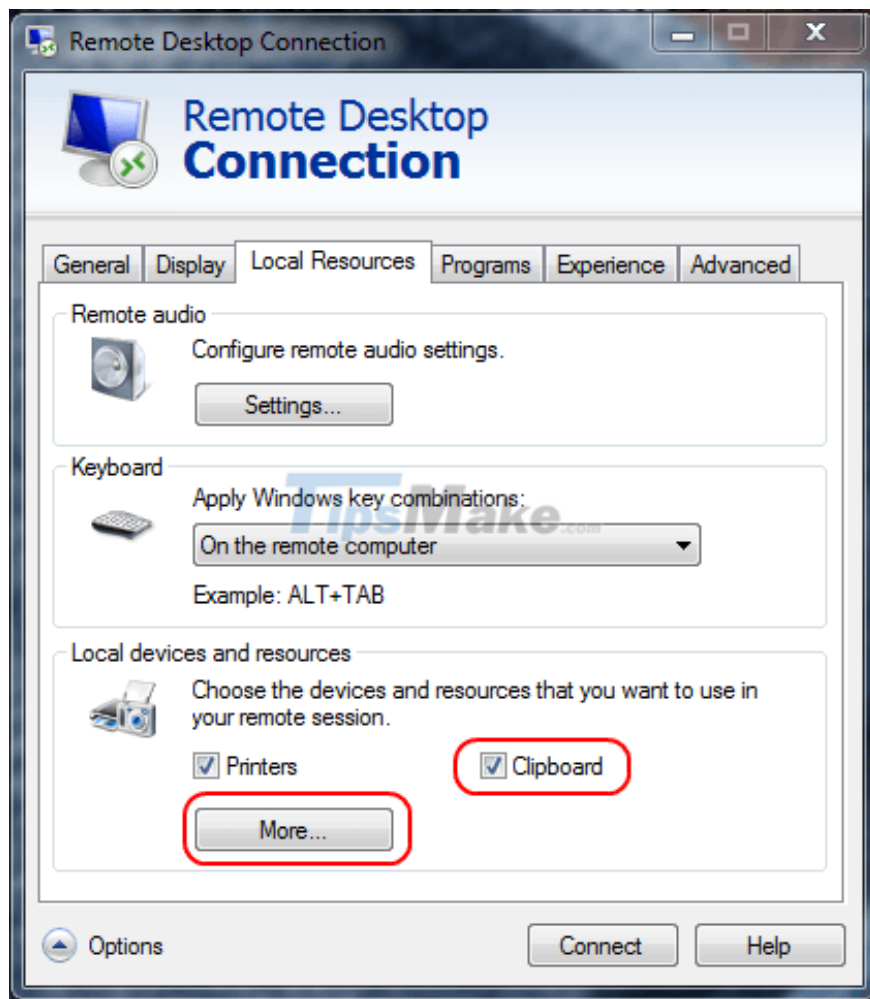 Remote Desktop Connection
Remote Desktop
Connection
General Display Local Resources Programs Experience Advanced
Remote audio
Configure remote audio settings.
Settings...
Keyboard
Apply Windows key combinations:
TipsMake.com
On the remote computer
Example: ALT+TAB
Local devices and resources
Choose the devices and resources that you want to use in
your remote session.
Printers Clipboard
More...
Options Connect Help